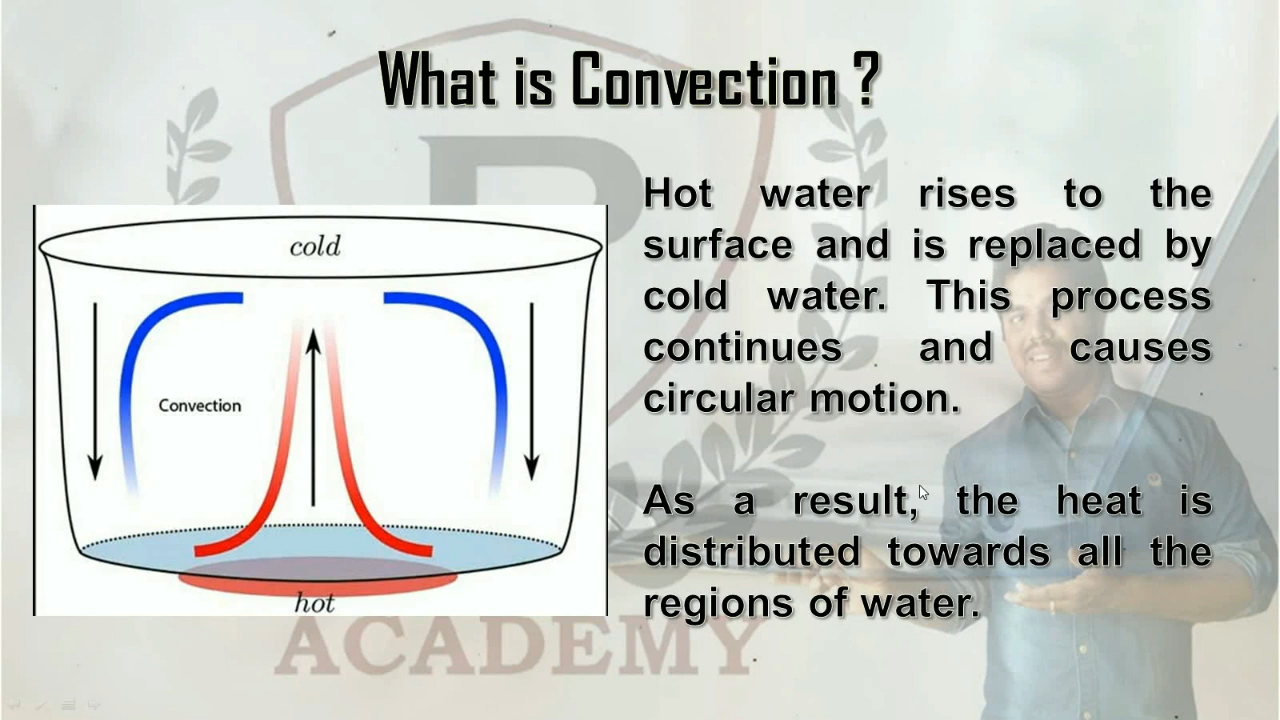 What is Convection ?
cold
Convection
hot
Hot water rises to the
surface and is replaced by
cold water. This process
continues and causes
circular motion.
As a result, the heat is
distributed towards all the
regions of water.
R
ACADEMY